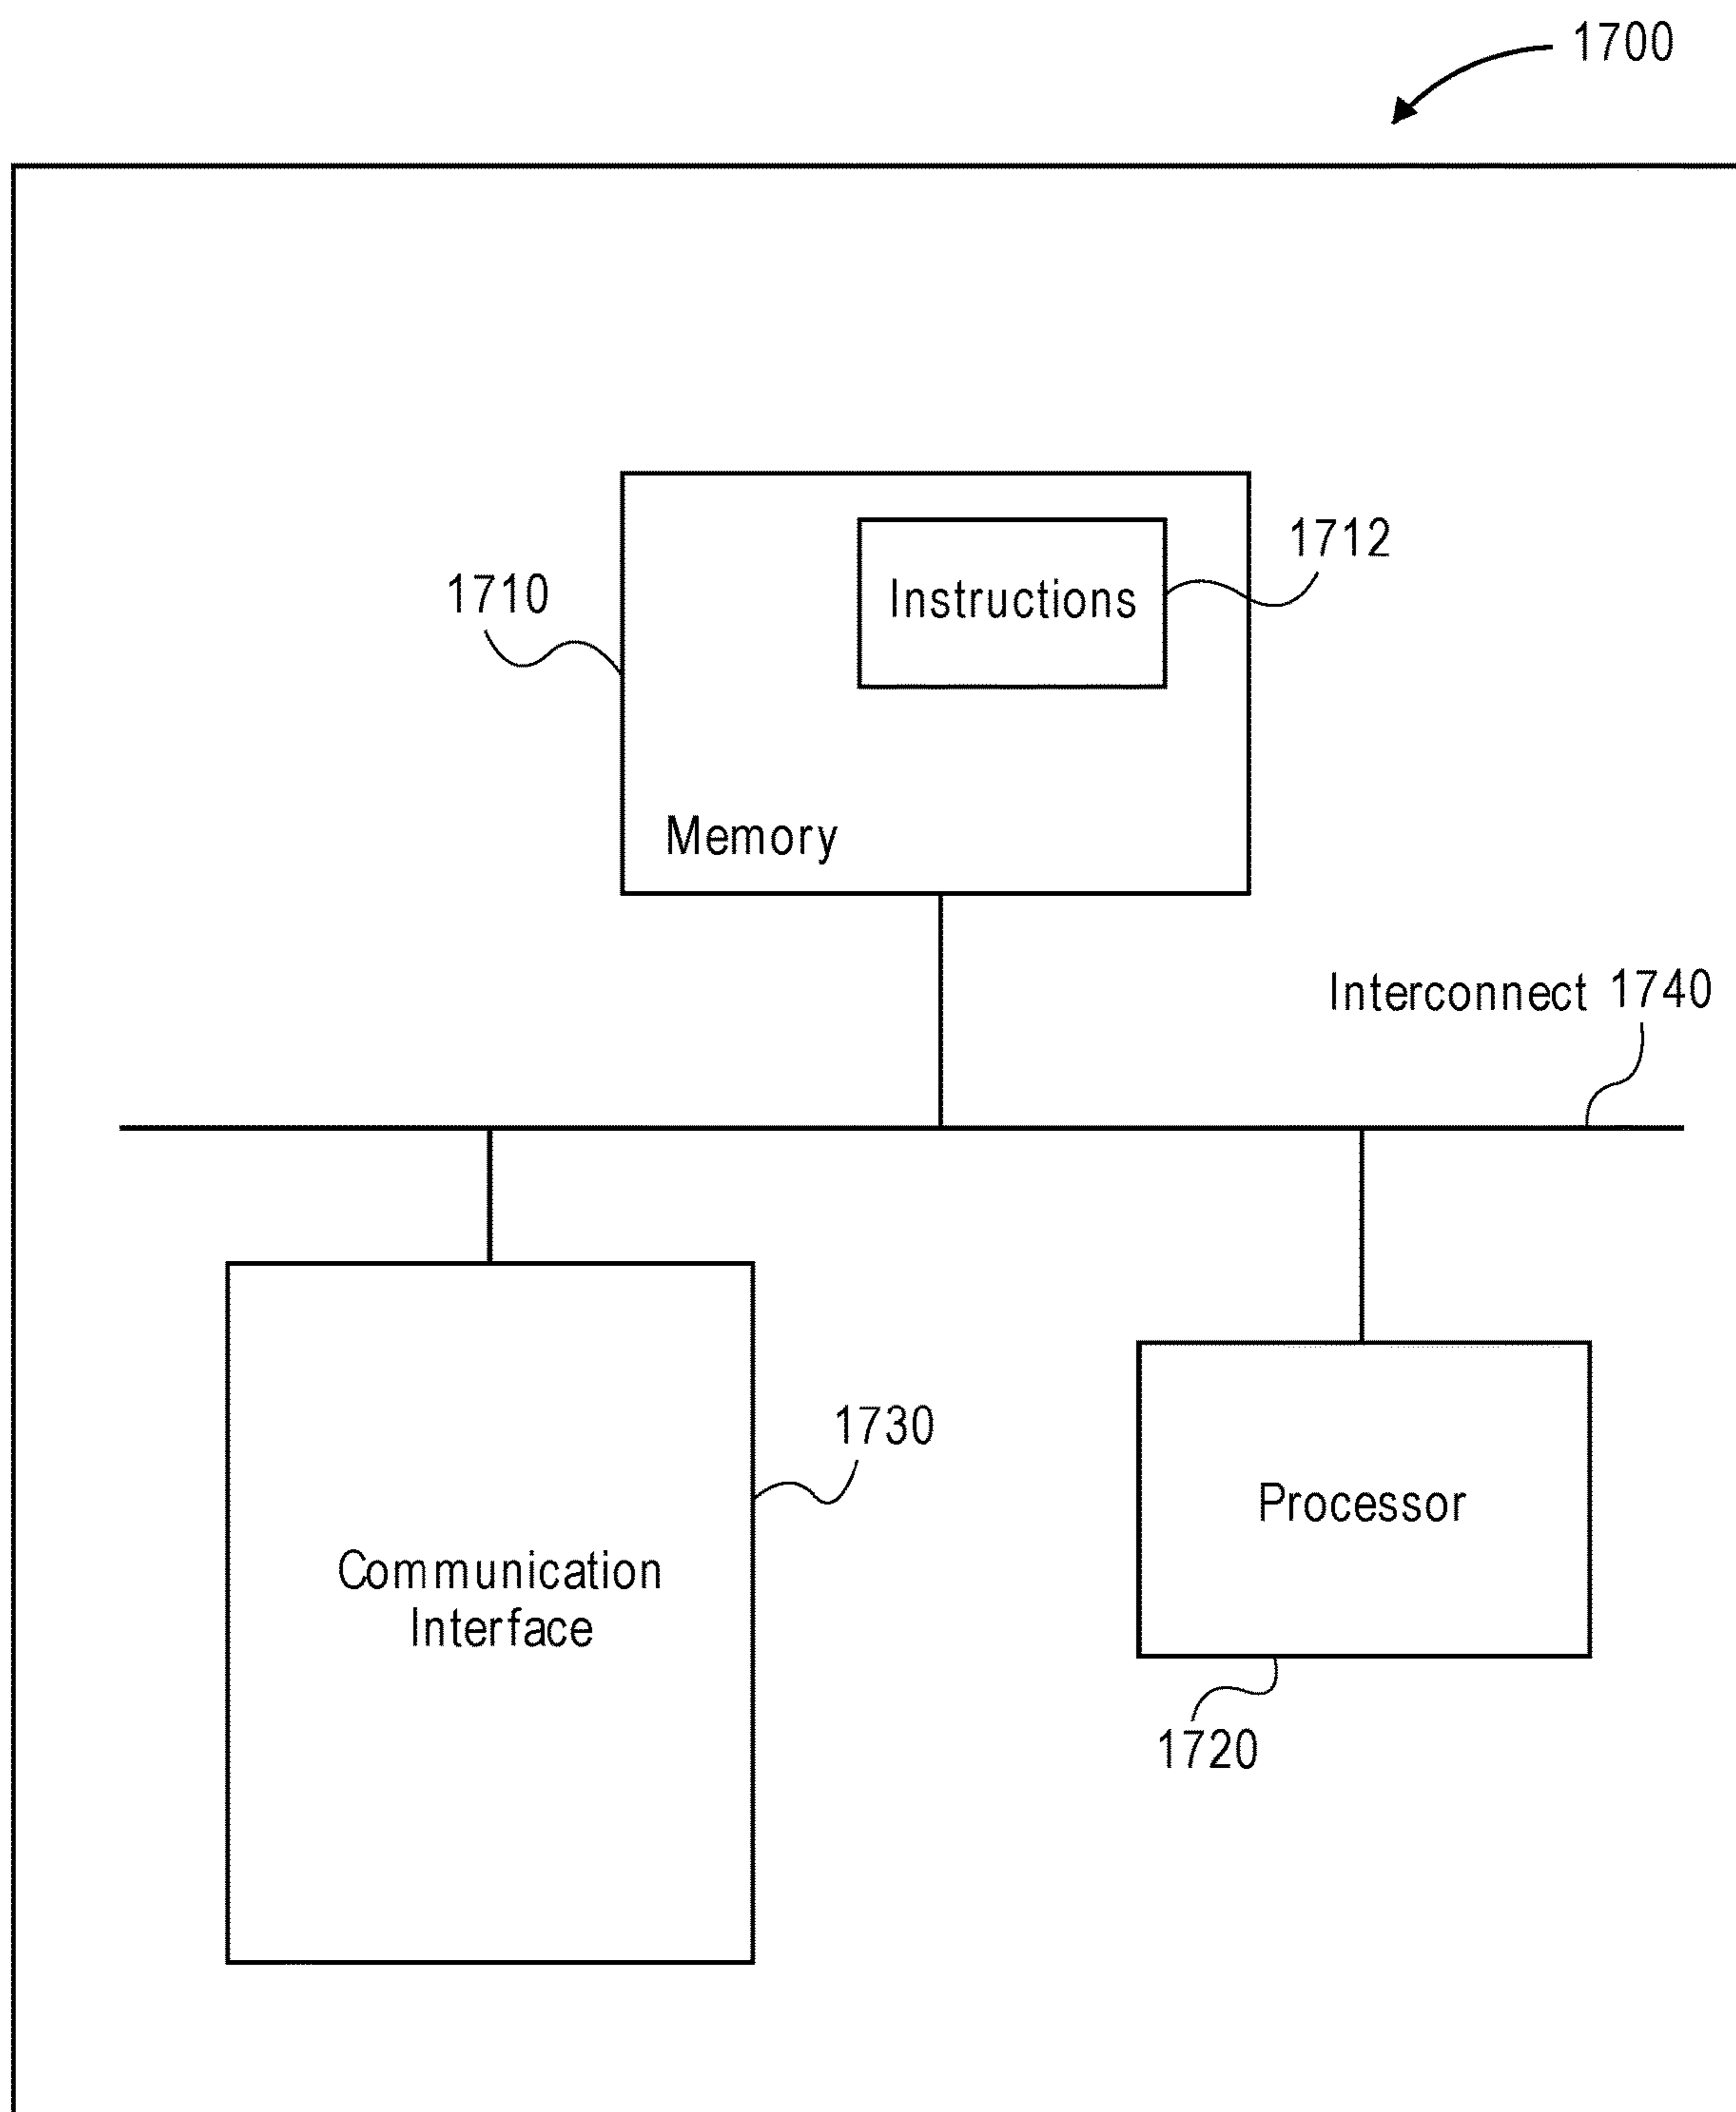 1700
1712
Instructions
1710
Memory
Interconnect 1740
1730
Communication
Interface
Processor
1720